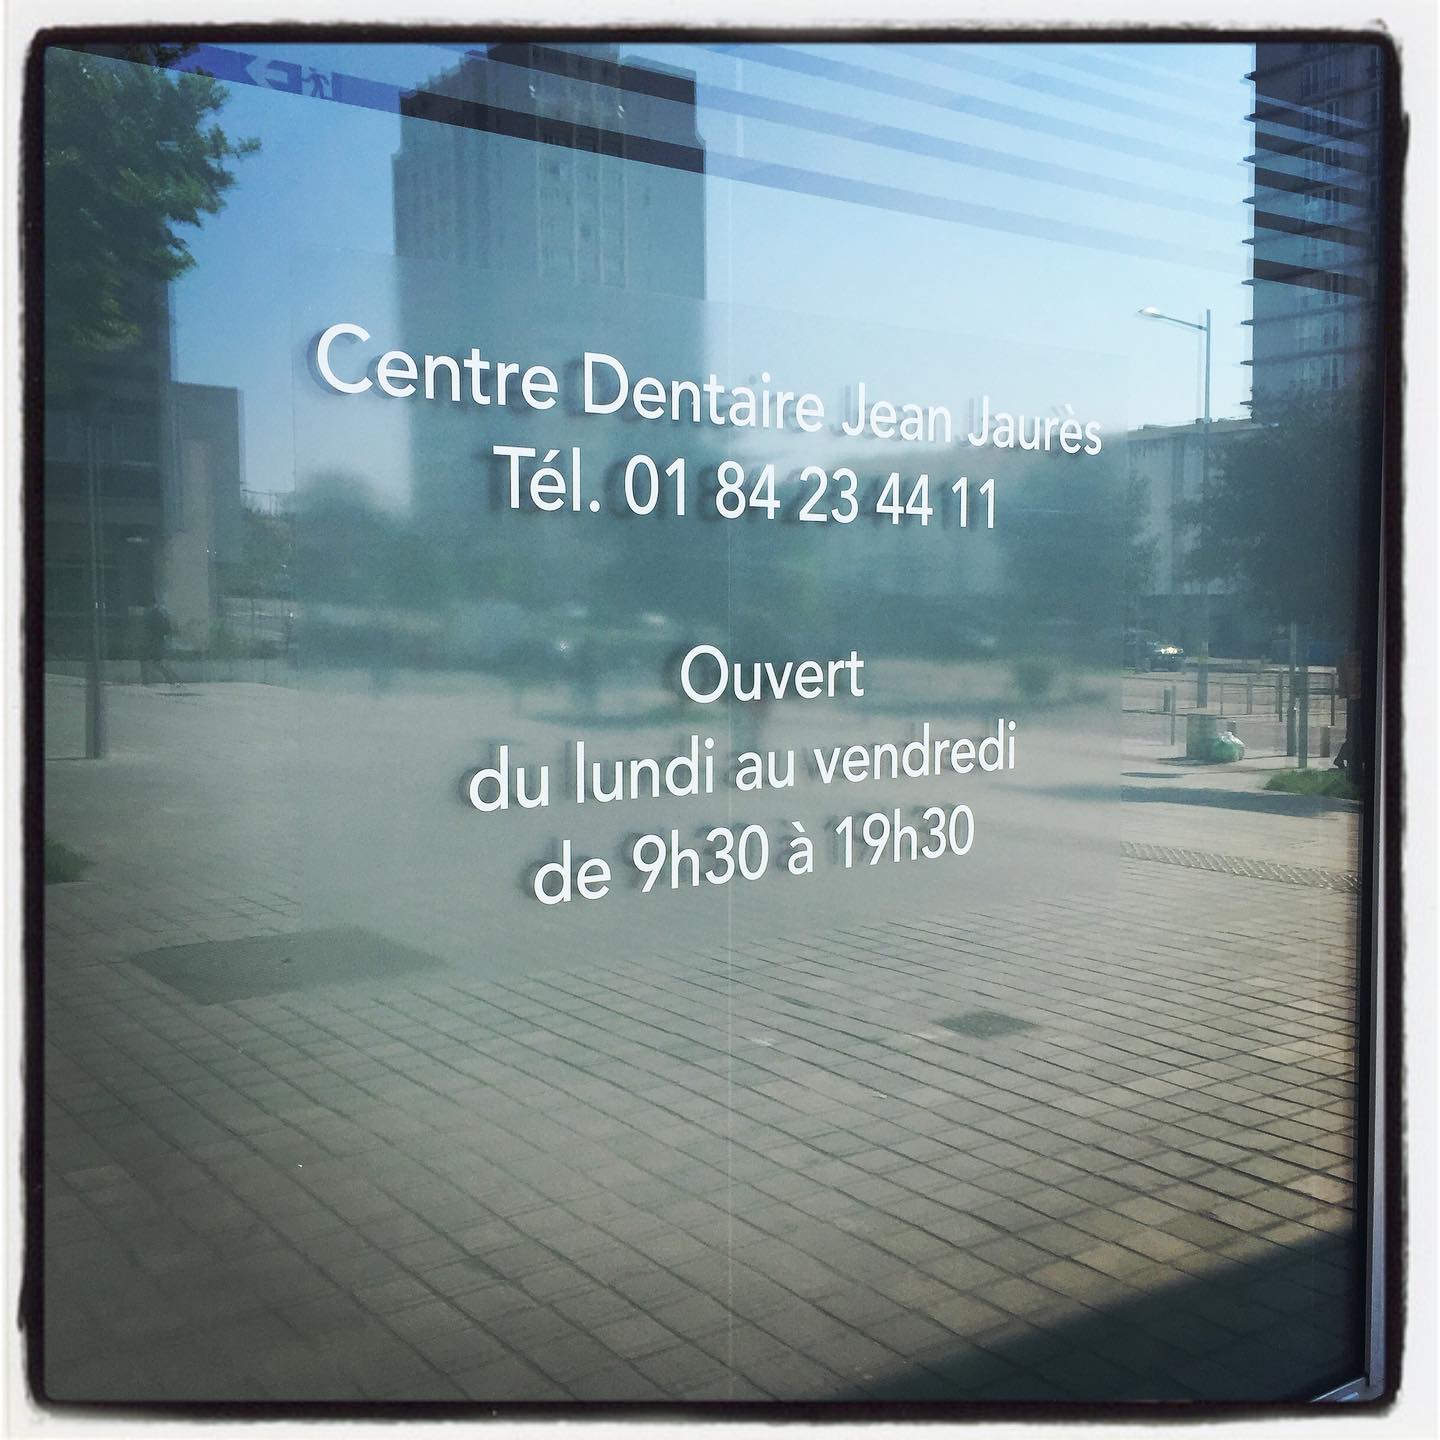 Centre Dentaire Jean Jaurès
Tél. 01 84 23 44 11
Ouvert
du lundi au vendredi
de 9h30 à 19h30